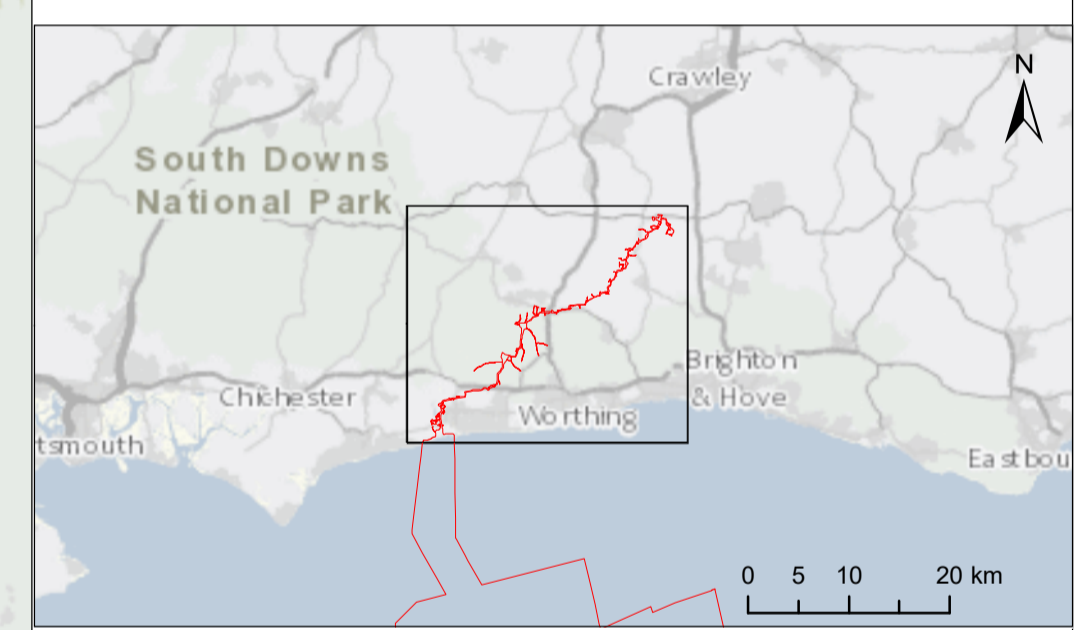 Crawley
N
South Downs
National Park
Brighton
& Hove
Chichester
Worthing
tsmouth
Eastbou
0 5 10 20 km